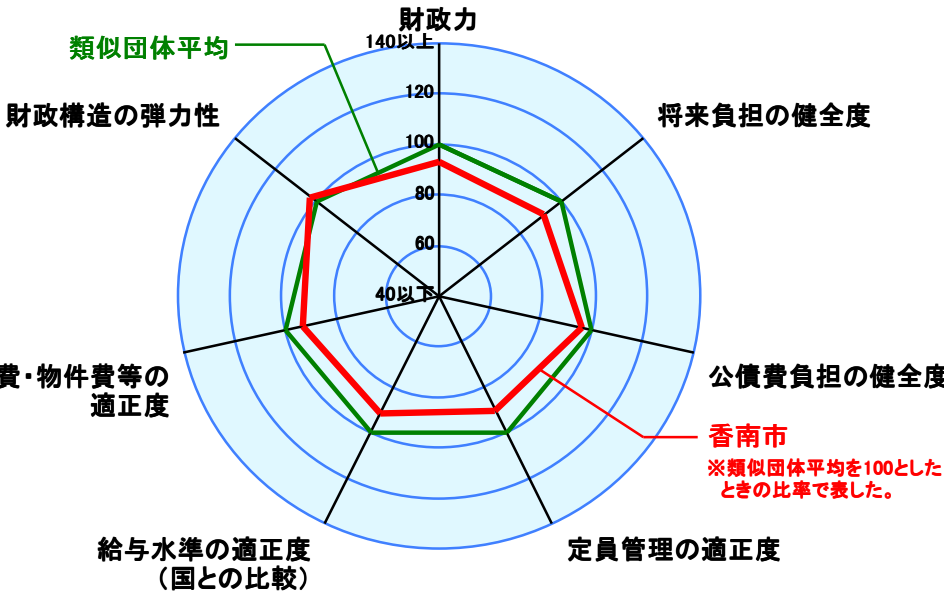 財政力
類似団体平均
140以上
120
100
80
60
40以下
財政構造の弾力性
将来負担の健全度
費・物件費等の
適正度
公債費負担の健全度
香南市
※類似団体平均を100とした
ときの比率で表した。
給与水準の適正度
（国との比較）
定員管理の適正度